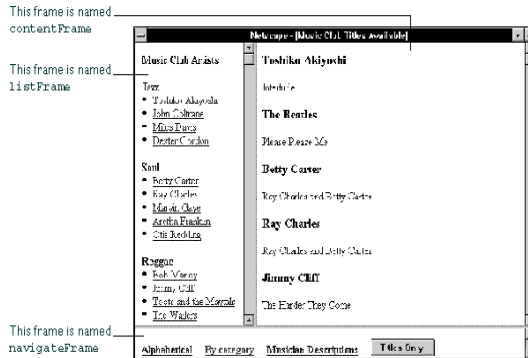 This frame is named
contentFrame
This frame is named
listFrame
This frame is named
navigateFrame
Netscape - [Music Club Titles Available]
Music Club Artists
Jazz
Toshiko Akiyoshi
John Coltrane
Miles Davis
Dexter Gordon
Soul
Betty Carter
Ray Charles
Marvin Gaye
Aretha Franklin
Otis Redding
Reggae
Bob Marley
Jimmy Cliff
Toots and the Maytals
The Wailers
Toshiko Akiyoshi
Interlude
The Beatles
Please Please Me
Betty Carter
Ray Charles and Betty Carter
Ray Charles
Ray Charles and Betty Carter
Jimmy Cliff
The Harder They Come
Alphabetical By category Musician Descriptions Titles Only